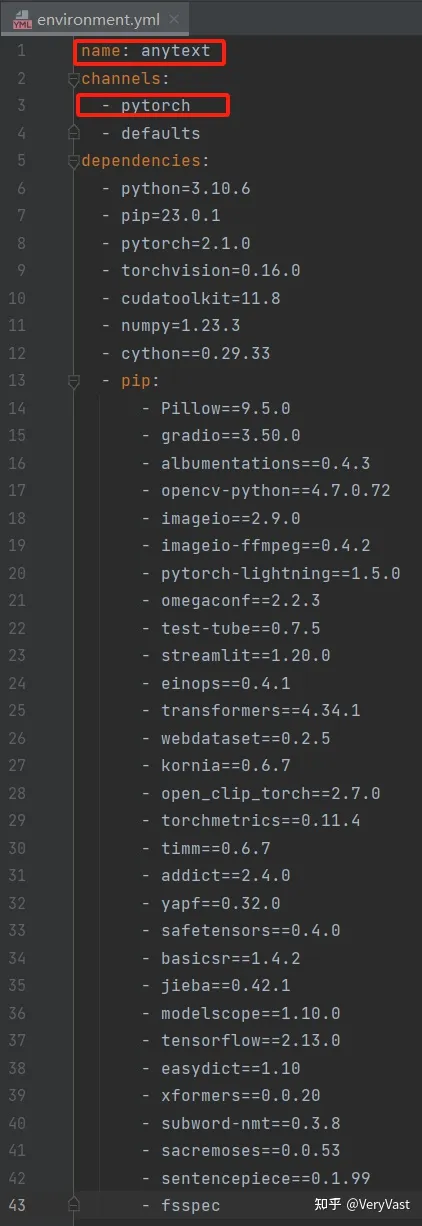 environment.yml
1 name: anytext
2 channels:
3 - pytorch
4 - defaults
5 dependencies:
6 - python=3.10.6
7 - pip=23.0.1
8 - pytorch=2.1.0
9 - torchvision=0.16.0
10 - cudatoolkit=11.8
11 - numpy=1.23.3
12 - cython==0.29.33
13 - pip:
14 - Pillow==9.5.0
15 - gradio==3.50.0
16 - albumentations==0.4.3
17 - opencv-python==4.7.0.72
18 - imageio==2.9.0
19 - imageio-ffmpeg==0.4.2
20 - pytorch-lightning==1.5.0
21 - omegaconf==2.2.3
22 - test-tube==0.7.5
23 - streamlit==1.20.0
24 - einops==0.4.1
25 - transformers==4.34.1
26 - webdataset==0.2.5
27 - kornia==0.6.7
28 - open_clip_torch==2.7.0
29 - torchmetrics==0.11.4
30 - timm==0.6.7
31 - addict==2.4.0
32 - yapf==0.32.0
33 - safetensors==0.4.0
34 - basicsr==1.4.2
35 - jieba==0.42.1
36 - modelscope==1.10.0
37 - tensorflow==2.13.0
38 - easydict==1.10
39 - xformers==0.0.20
40 - subword-nmt==0.3.8
41 - sacremoses==0.0.53
42 - sentencepiece==0.1.99
43 - fsspec
知乎 @VeryVast